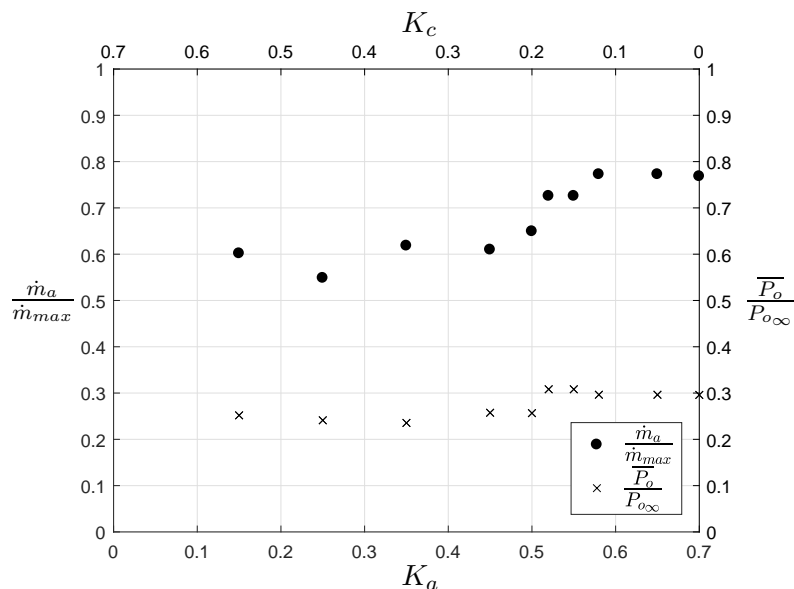 K_c
0.7 0.6 0.5 0.4 0.3 0.2 0.1 0
1 1
0.9 0.9
0.8 0.8
0.7 0.7
0.6 0.6
0.5 0.5
0.4 0.4
0.3 0.3
0.2 0.2
0.1 0.1
0 0
ṁ_a
ṁ_max
P̅_o
P_o∞
ṁ_a
ṁ_max
P̅_o
P_o∞
0 0.1 0.2 0.3 0.4 0.5 0.6 0.7
K_a